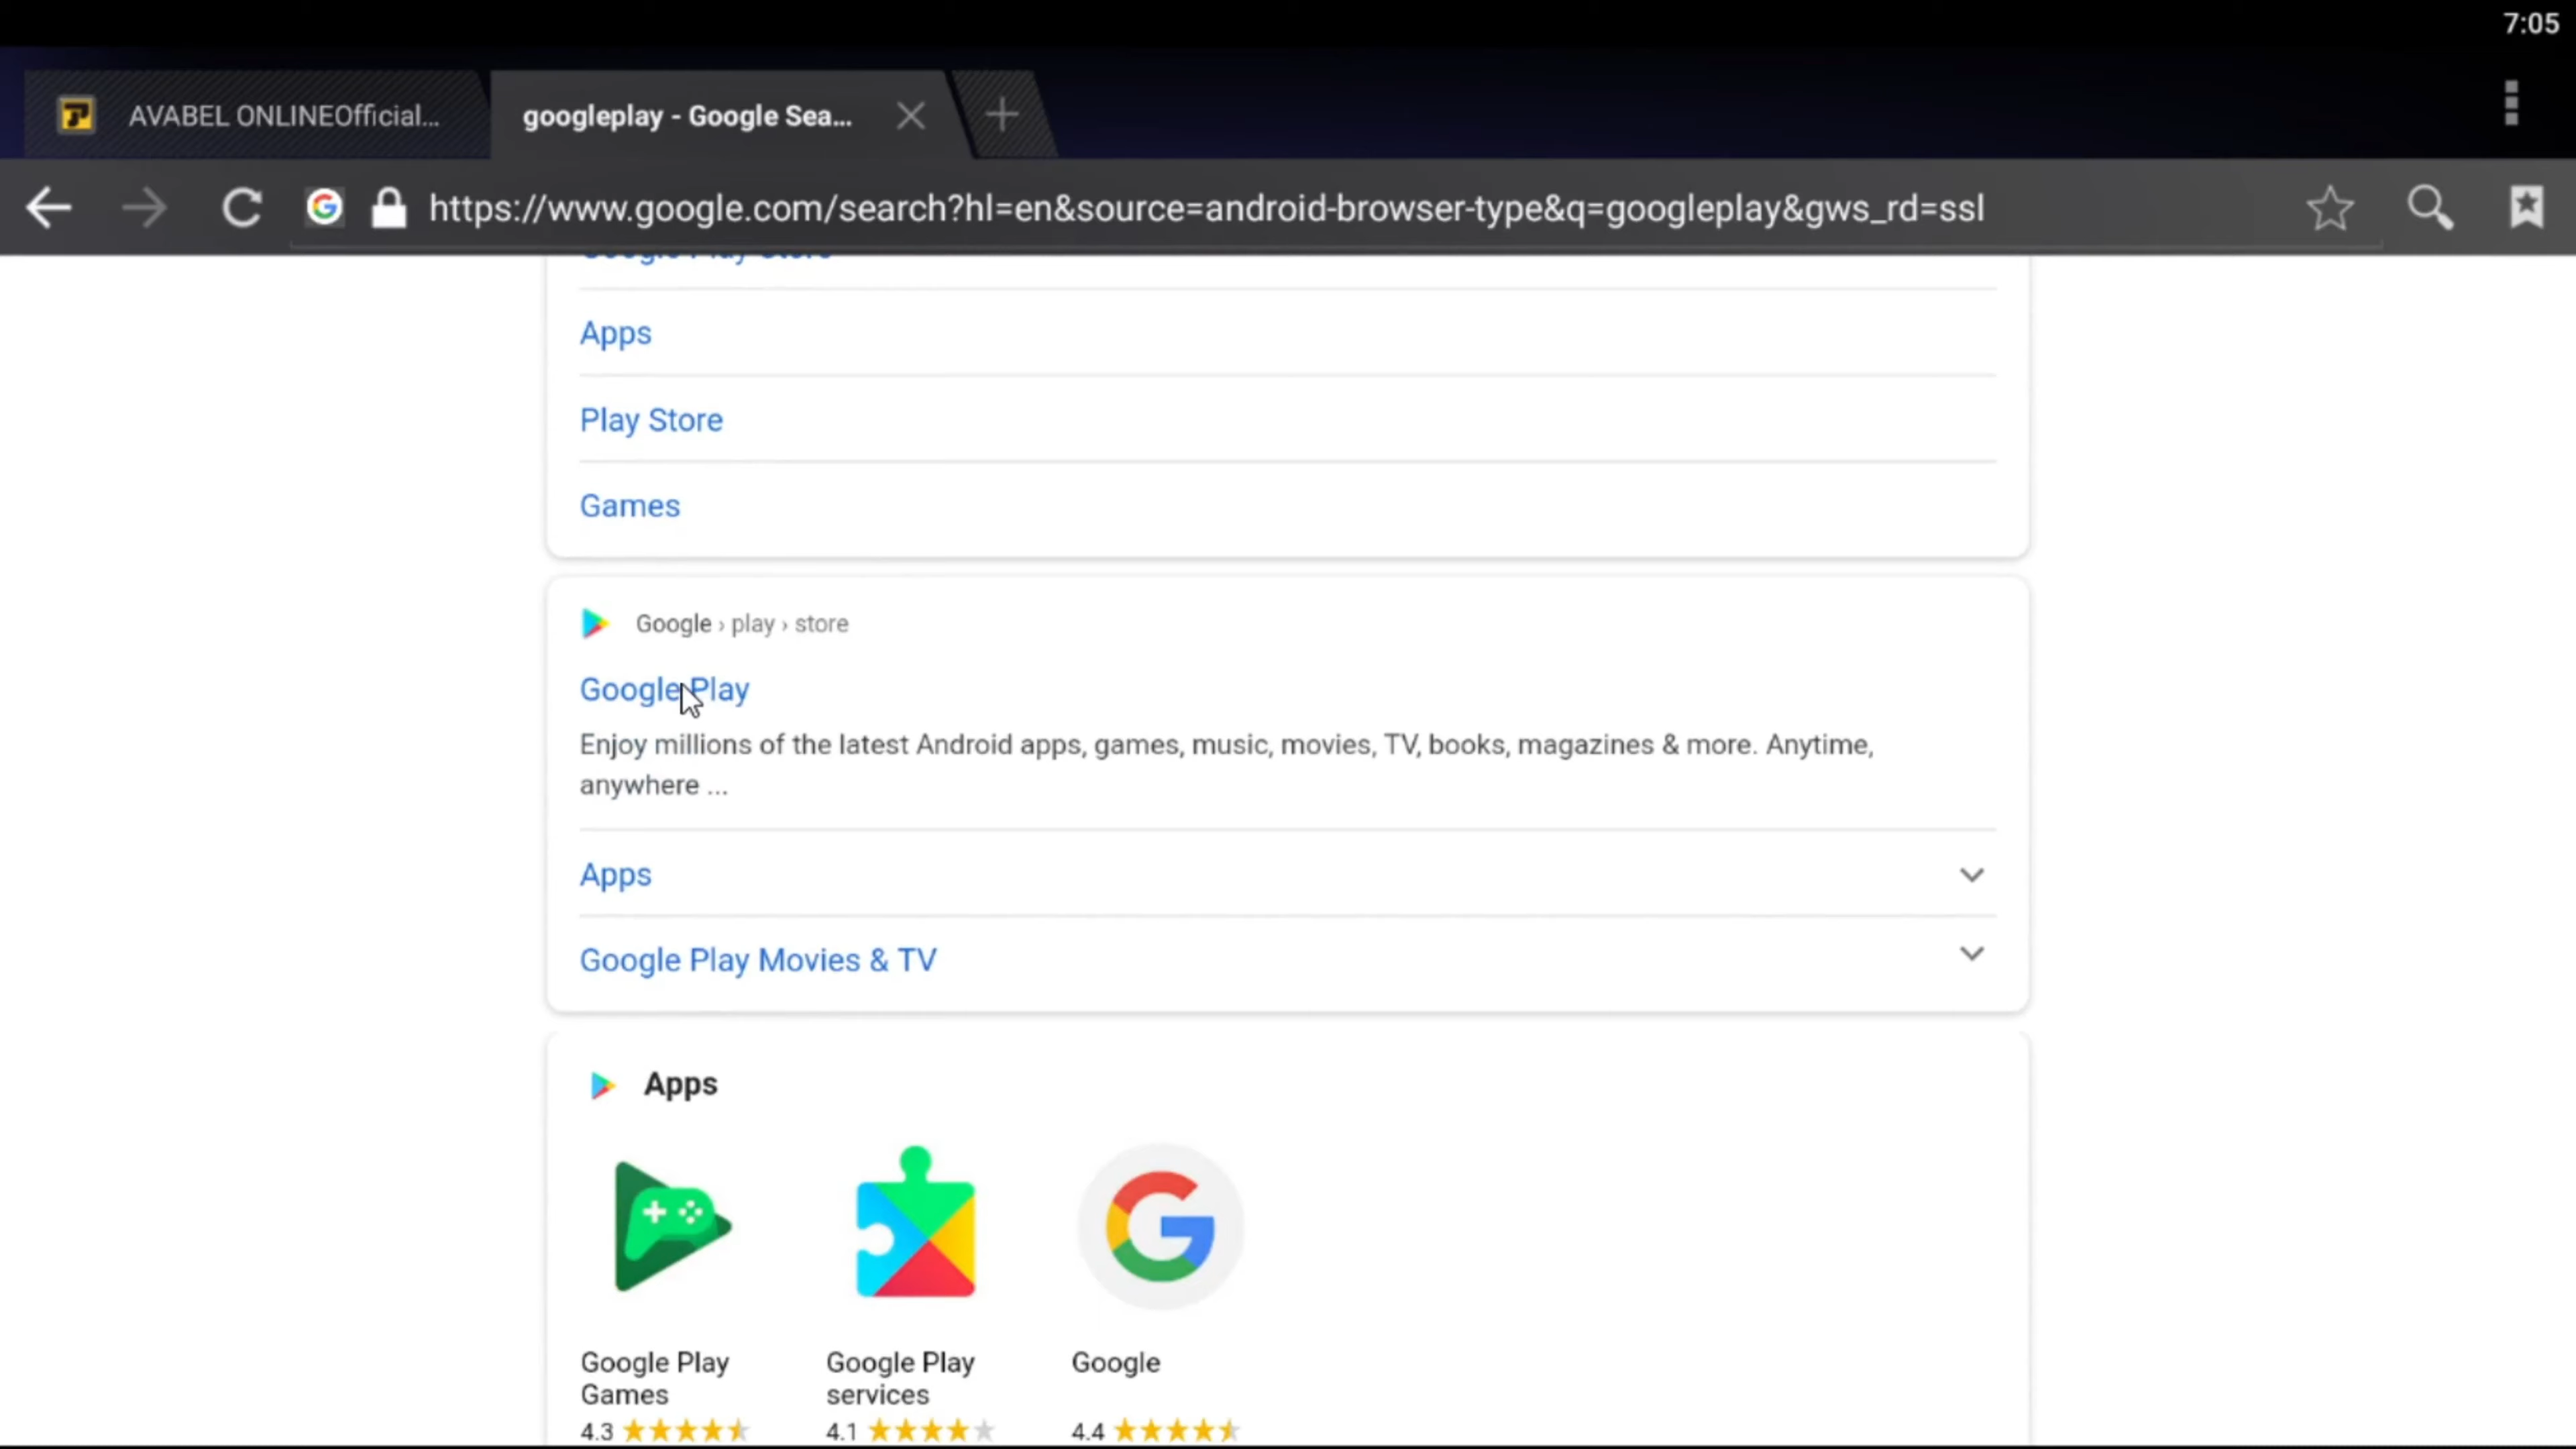 7:05
AVABEL ONLINEOfficial...
googleplay - Google Sea...
https://www.google.com/search?hl=en&source=android-browser-type&q=googleplay&gws_rd=ssl
Google Play Store
Apps
Play Store
Games
Google › play › store
Google Play
Enjoy millions of the latest Android apps, games, music, movies, TV, books, magazines & more. Anytime,
anywhere ...
Apps
Google Play Movies & TV
Apps
Google Play Games
Google Play services
Google
4.3
4.1
4.4